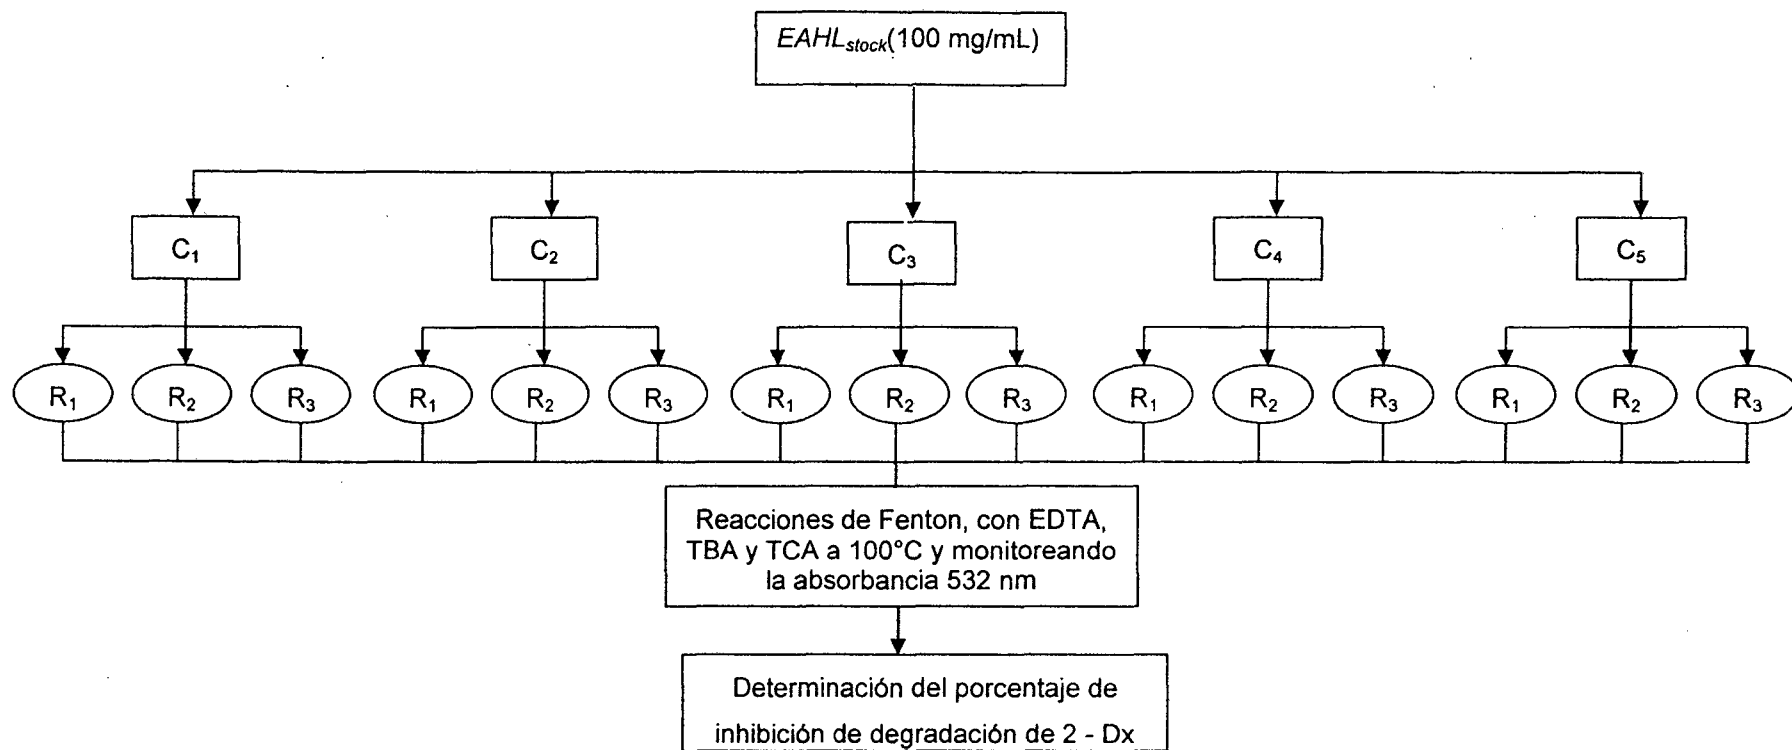 EAHLstock(100 mg/mL)
C1 C2 C3 C4 C5
R1 R2 R3 R1 R2 R3 R1 R2 R3 R1 R2 R3 R1 R2 R3
Reacciones de Fenton, con EDTA,
TBA y TCA a 100°C y monitoreando
la absorbancia 532 nm
Determinación del porcentaje de
inhibición de degradación de 2 - Dx